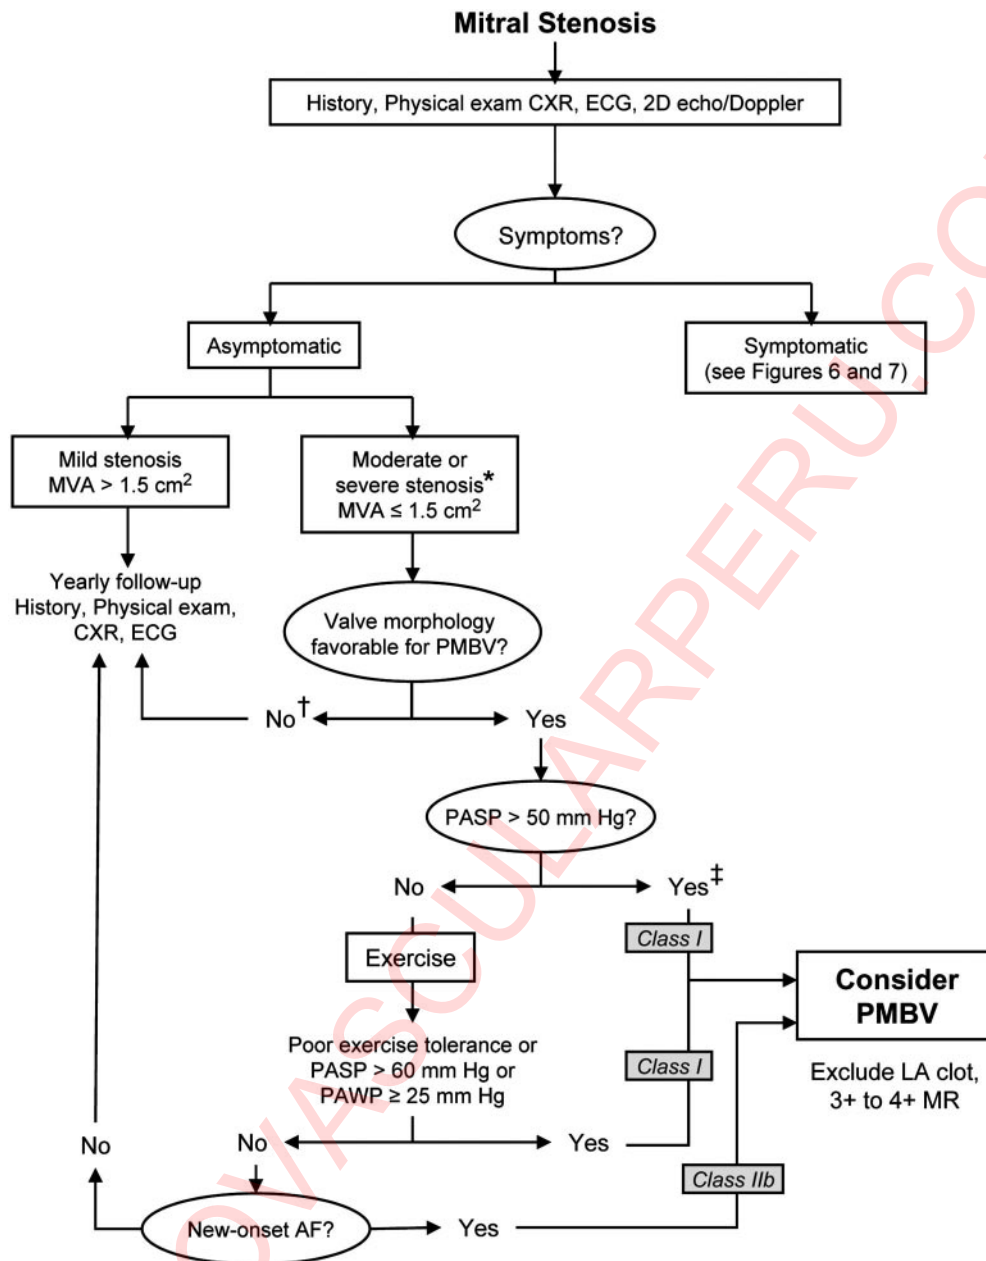 Mitral Stenosis
History, Physical exam CXR, ECG, 2D echo/Doppler
Symptoms?
Asymptomatic
Symptomatic
(see Figures 6 and 7)
Mild stenosis
MVA > 1.5 cm²
Moderate or
severe stenosis*
MVA ≤ 1.5 cm²
Yearly follow-up
History, Physical exam,
CXR, ECG
Valve morphology
favorable for PMBV?
No†
Yes
PASP > 50 mm Hg?
No
Yes‡
Class I
Exercise
Consider
PMBV
Poor exercise tolerance or
PASP > 60 mm Hg or
PAWP ≥ 25 mm Hg
Class I
Exclude LA clot,
3+ to 4+ MR
No
No
Yes
Class IIb
New-onset AF?
Yes
OVASCULARPERU.CO